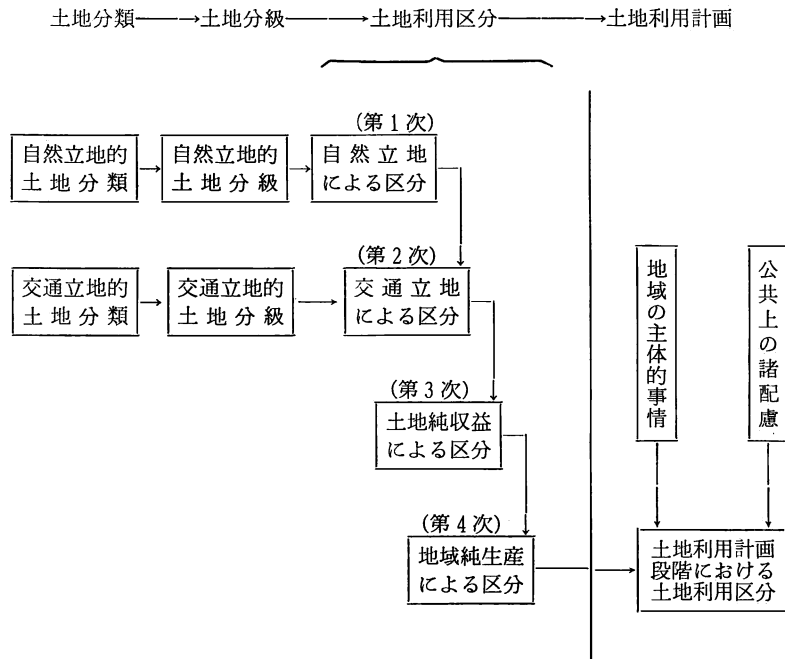 土地分類→土地分級→土地利用区分→土地利用計画
(第1次)
自然立地的
土地分類
→
自然立地的
土地分級
→
自然立地
による区分
(第2次)
交通立地的
土地分類
→
交通立地的
土地分級
→
交通立地
による区分
(第3次)
土地純収益
による区分
(第4次)
地域純生産
による区分
→
地域の主体的事情
公共上の諸配慮
土地利用計画
段階における
土地利用区分